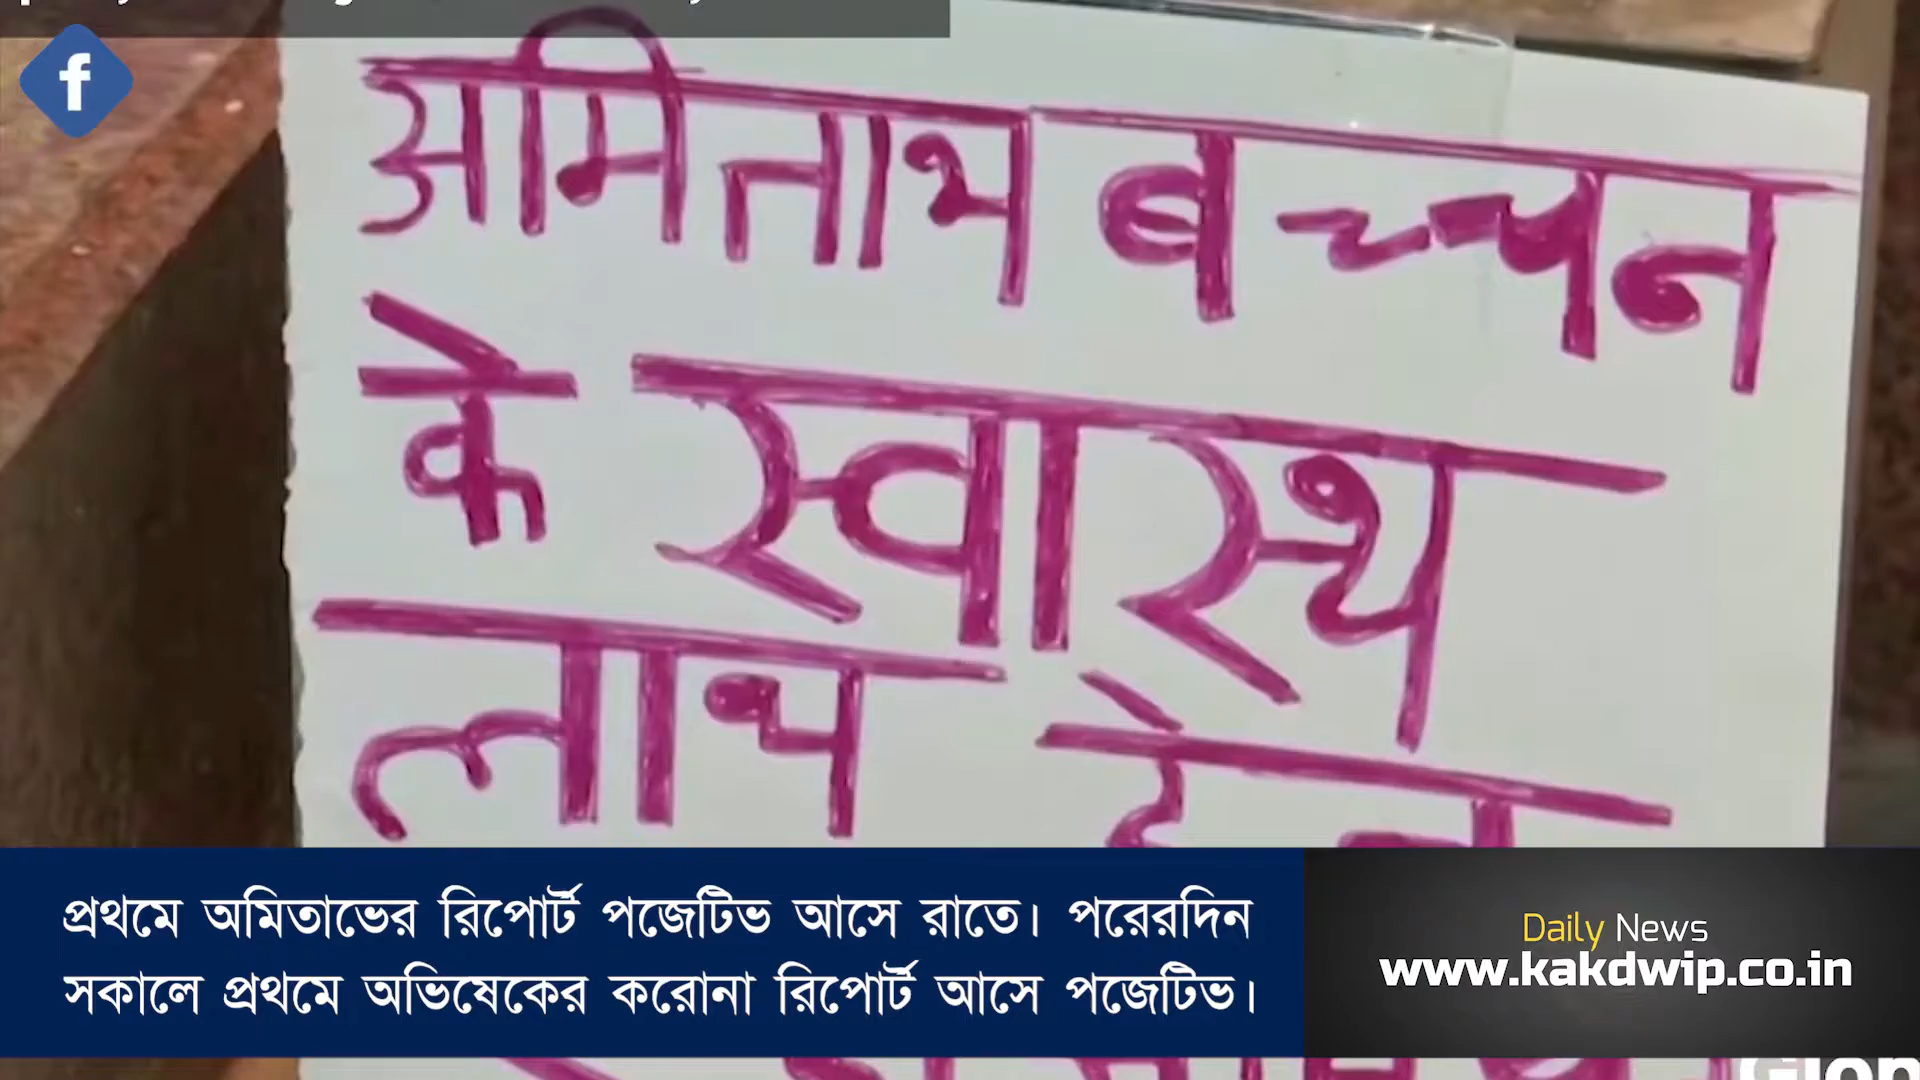 f
अमिताभ बच्चन
के स्वास्थ
लाभ
প্রথমে অমিতাভের রিপোর্ট পজেটিভ আসে রাতে। পরেরদিন
সকালে প্রথমে অভিষেকের করোনা রিপোর্ট আসে পজেটিভ।
Daily News
www.kakdwip.co.in